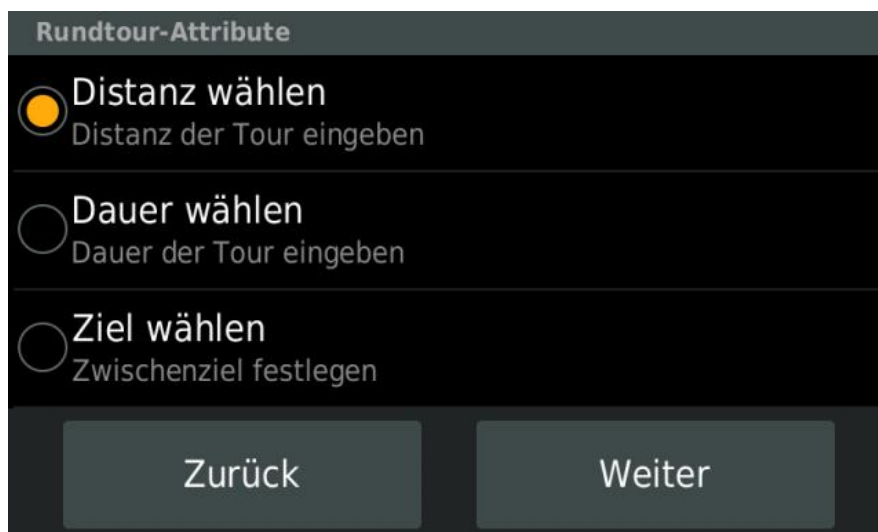 Rundtour-Attribute
Distanz wählen
Distanz der Tour eingeben
Dauer wählen
Dauer der Tour eingeben
Ziel wählen
Zwischenziel festlegen
Zurück
Weiter